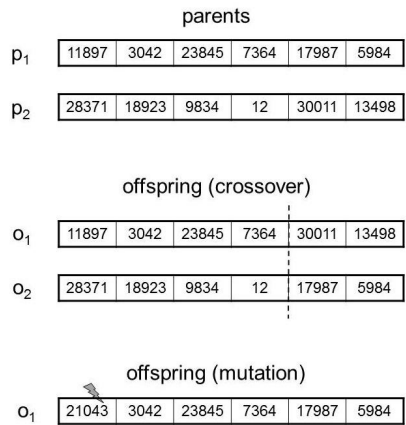 parents
p₁ 11897 3042 23845 7364 17987 5984
p₂ 28371 18923 9834 12 30011 13498
offspring (crossover)
o₁ 11897 3042 23845 7364 30011 13498
o₂ 28371 18923 9834 12 17987 5984
offspring (mutation)
o₁ 21043 3042 23845 7364 17987 5984